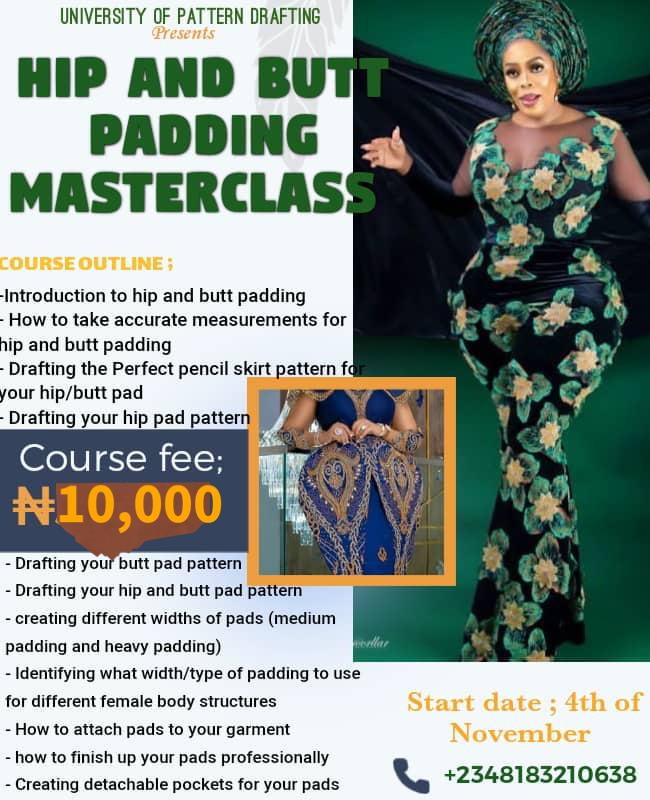 UNIVERSITY OF PATTERN DRAFTING
Presents
HIP AND BUTT
PADDING
MASTERCLASS
COURSE OUTLINE ;
-Introduction to hip and butt padding
- How to take accurate measurements for
hip and butt padding
- Drafting the Perfect pencil skirt pattern for
your hip/butt pad
- Drafting your hip pad pattern
Course fee;
₦10,000
- Drafting your butt pad pattern
- Drafting your hip and butt pad pattern
- creating different widths of pads (medium
padding and heavy padding)
- Identifying what width/type of padding to use
for different female body structures
- How to attach pads to your garment
- how to finish up your pads professionally
- Creating detachable pockets for your pads
Start date ; 4th of
November
+2348183210638